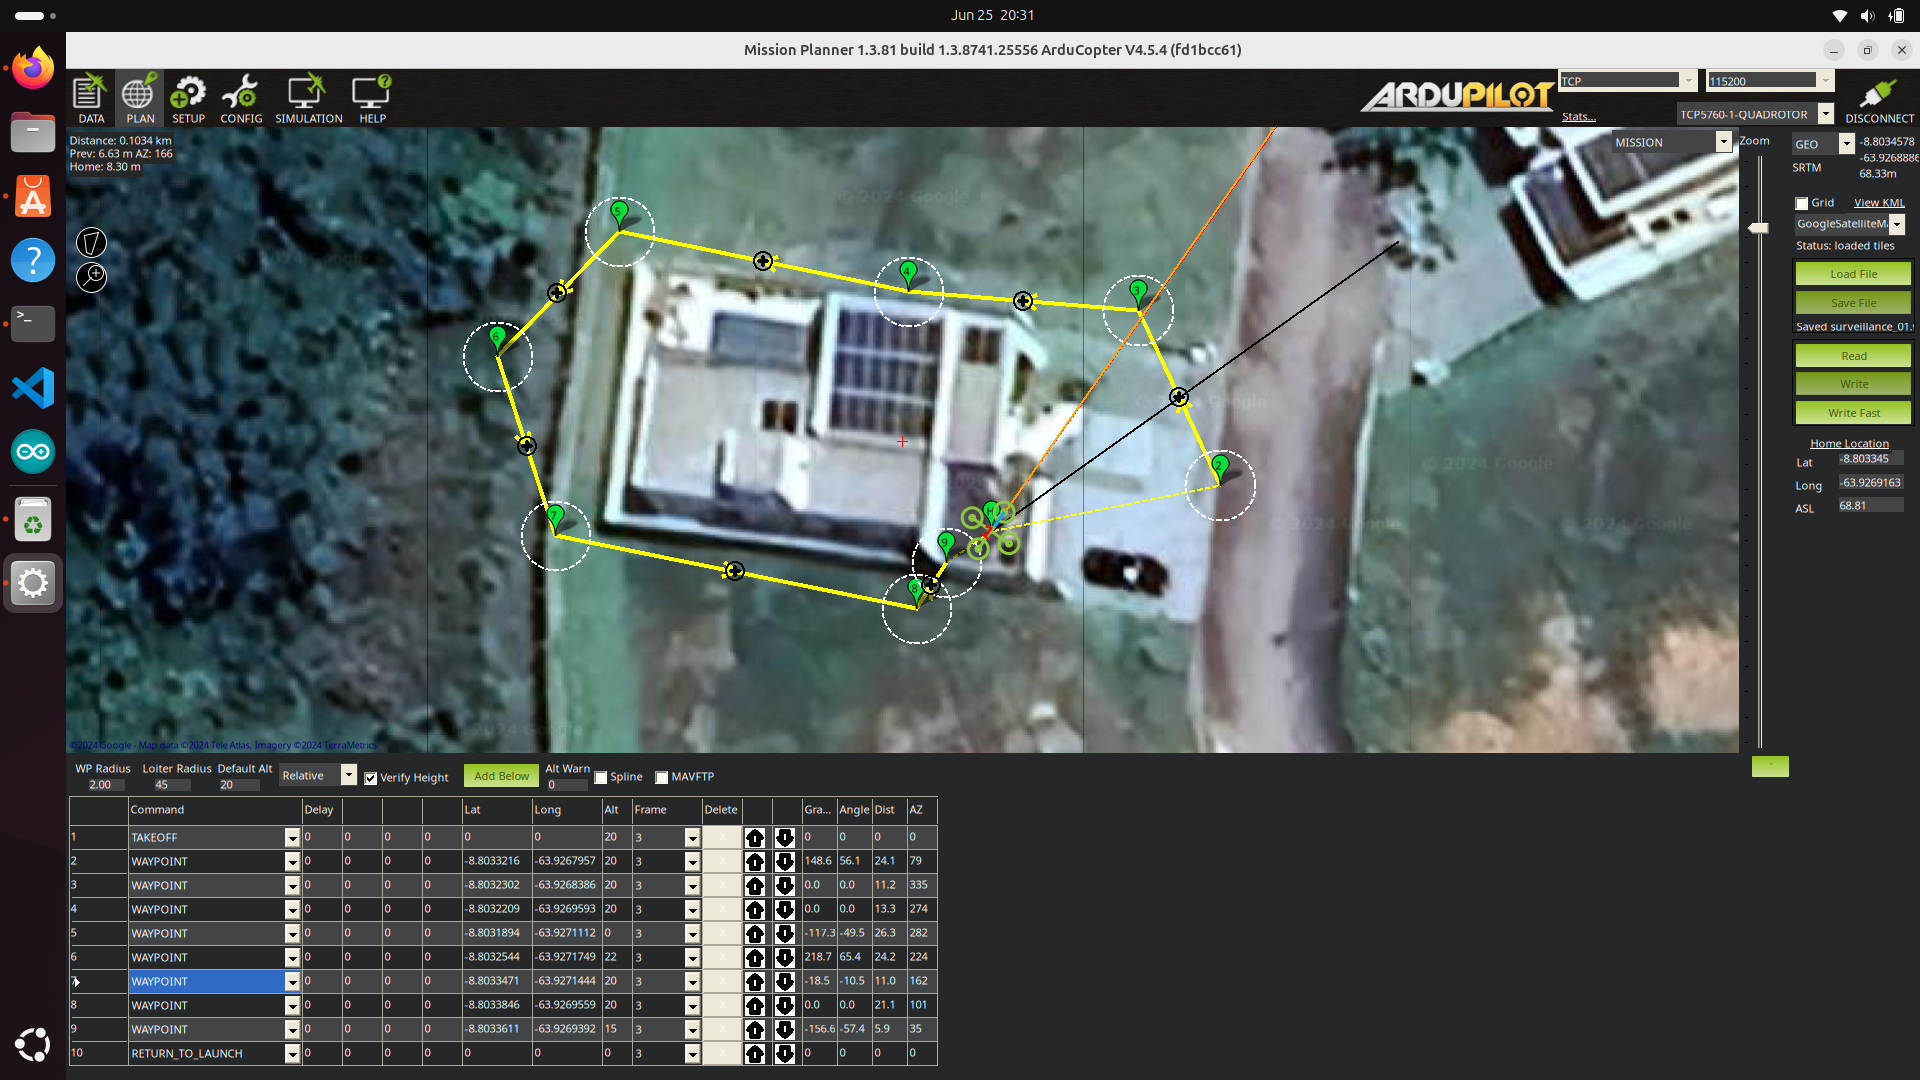 Jun 25 20:31
Mission Planner 1.3.81 build 1.3.8741.25556 ArduCopter V4.5.4 (fd1bcc61)
DATA PLAN SETUP CONFIG SIMULATION HELP
ARDUPILOT
TCP 115200
Stats... TCP5760-1-QUADROTOR DISCONNECT
Distance: 0.1034 km
Prev: 6.63 m AZ: 166
Home: 8.30 m
MISSION
Zoom
GEO -8.8034578
-63.9268886
SRTM 68.33m
Grid View KML
GoogleSatelliteM
Status: loaded tiles
Load File
Save File
Saved surveillance_01.
Read
Write
Write Fast
Home Location
Lat -8.803345
Long -63.9269163
ASL 68.81
5
4
3
6
2
7
H
9
8
© 2024 Google
© 2024 Google
© 2024 Google
©2024 Google - Map data ©2024 Tele Atlas, Imagery ©2024 TerraMetrics
WP Radius Loiter Radius Default Alt Alt Warn
2.00 45 20 Relative Verify Height Add Below 0 Spline MAVFTP
Command Delay Lat Long Alt Frame Delete Gra... Angle Dist AZ
1 TAKEOFF 0 0 0 0 0 0 20 3 X 0 0 0 0
2 WAYPOINT 0 0 0 0 -8.8033216 -63.9267957 20 3 X 148.6 56.1 24.1 79
3 WAYPOINT 0 0 0 0 -8.8032302 -63.9268386 20 3 X 0.0 0.0 11.2 335
4 WAYPOINT 0 0 0 0 -8.8032209 -63.9269593 20 3 X 0.0 0.0 13.3 274
5 WAYPOINT 0 0 0 0 -8.8031894 -63.9271112 0 3 X -117.3 -49.5 26.3 282
6 WAYPOINT 0 0 0 0 -8.8032544 -63.9271749 22 3 X 218.7 65.4 24.2 224
7 WAYPOINT 0 0 0 0 -8.8033471 -63.9271444 20 3 X -18.5 -10.5 11.0 162
8 WAYPOINT 0 0 0 0 -8.8033846 -63.9269559 20 3 X 0.0 0.0 21.1 101
9 WAYPOINT 0 0 0 0 -8.8033611 -63.9269392 15 3 X -156.6 -57.4 5.9 35
10 RETURN_TO_LAUNCH 0 0 0 0 0 0 0 3 X 0 0 0 0